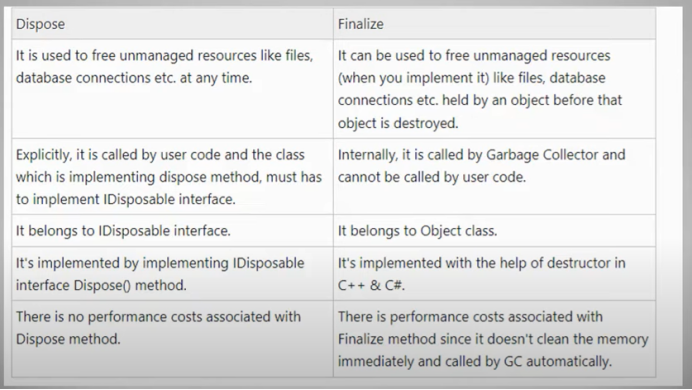 Dispose
Finalize
It is used to free unmanaged resources like files,
database connections etc. at any time.
It can be used to free unmanaged resources
(when you implement it) like files, database
connections etc. held by an object before that
object is destroyed.
Explicitly, it is called by user code and the class
which is implementing dispose method, must has
to implement IDisposable interface.
Internally, it is called by Garbage Collector and
cannot be called by user code.
It belongs to IDisposable interface.
It belongs to Object class.
It's implemented by implementing IDisposable
interface Dispose() method.
It's implemented with the help of destructor in
C++ & C#.
There is no performance costs associated with
Dispose method.
There is performance costs associated with
Finalize method since it doesn't clean the memory
immediately and called by GC automatically.